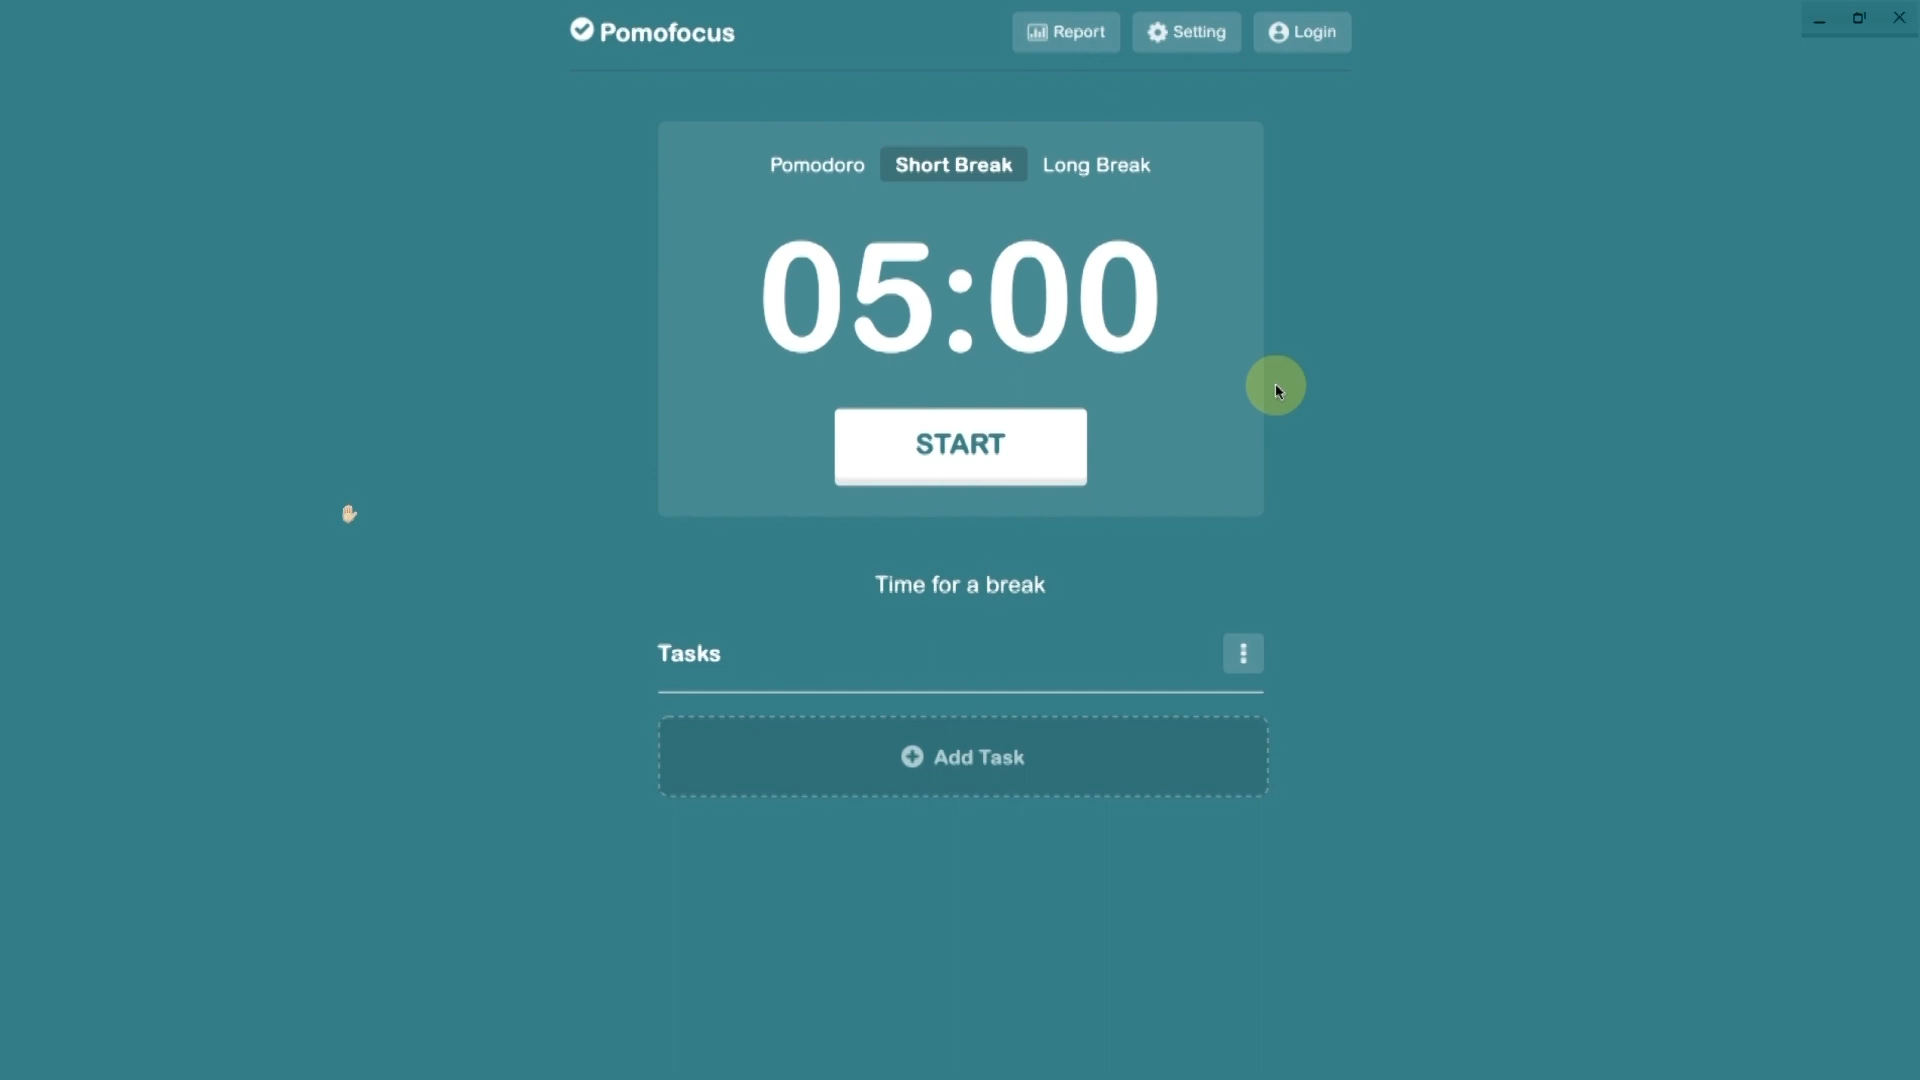 Pomofocus
Report
Setting
Login
Pomodoro
Short Break
Long Break
05:00
START
Time for a break
Tasks
Add Task